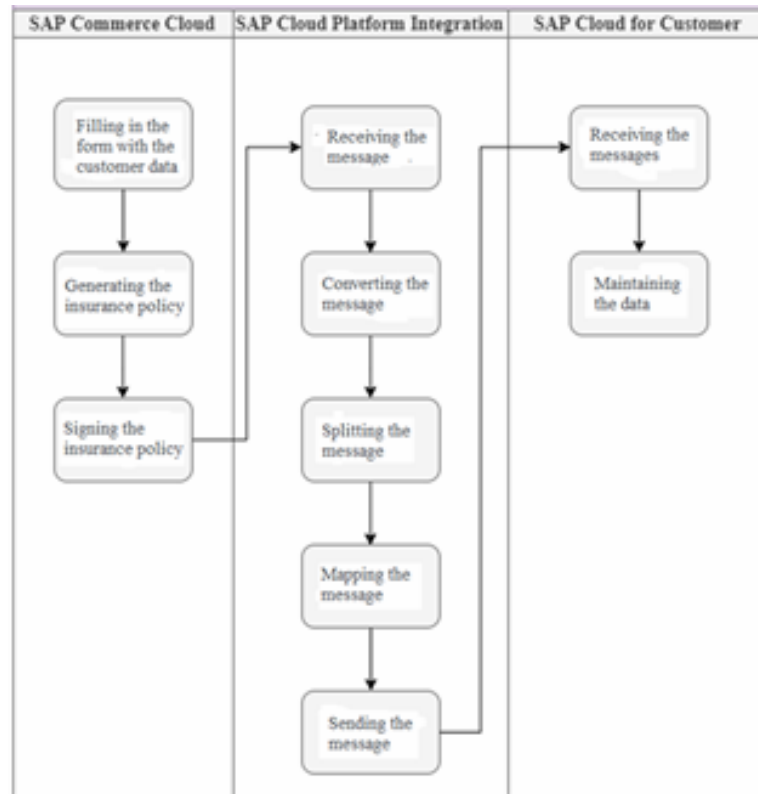 SAP Commerce Cloud
SAP Cloud Platform Integration
SAP Cloud for Customer
Filling in the
form with the
customer data
Generating the
insurance policy
Signing the
insurance policy
Receiving the
message
Converting the
message
Splitting the
message
Mapping the
message
Sending the
message
Receiving the
messages
Maintaining
the data